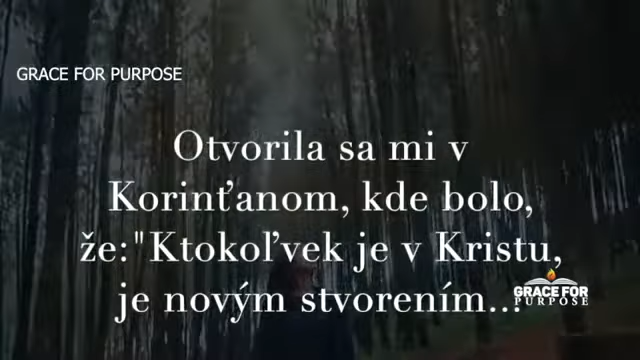 GRACE FOR PURPOSE
Otvorila sa mi v
Korinťanom, kde bolo,
že:"Ktokoľvek je v Kristu,
je novým stvorením...
GRACE FOR
PURPOSE